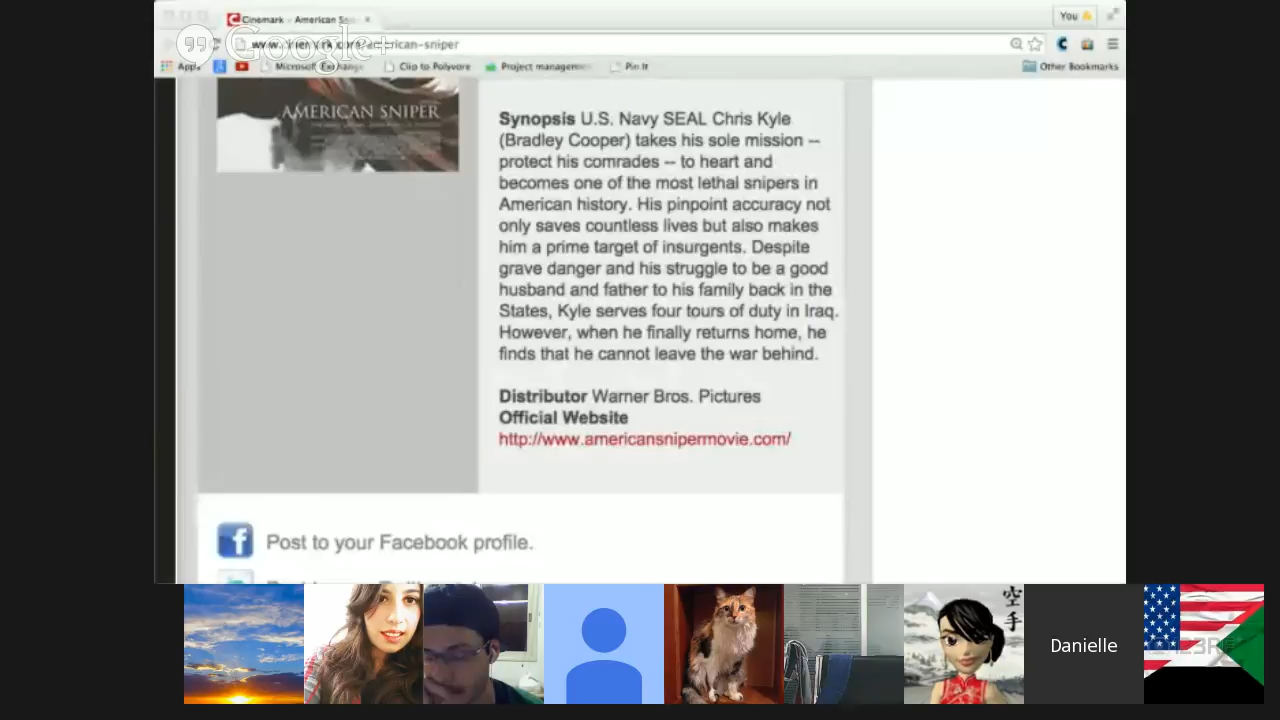 Cinemark - American Sn
You
Google+
american-sniper
Apps
Microsoft Exchange
Clip to Polyvore
Project managemen
Pin It
Other Bookmarks
AMERICAN SNIPER
Synopsis U.S. Navy SEAL Chris Kyle
(Bradley Cooper) takes his sole mission --
protect his comrades -- to heart and
becomes one of the most lethal snipers in
American history. His pinpoint accuracy not
only saves countless lives but also makes
him a prime target of insurgents. Despite
grave danger and his struggle to be a good
husband and father to his family back in the
States, Kyle serves four tours of duty in Iraq.
However, when he finally returns home, he
finds that he cannot leave the war behind.
Distributor Warner Bros. Pictures
Official Website
http://www.americansnipermovie.com/
Post to your Facebook profile.
空手
Danielle